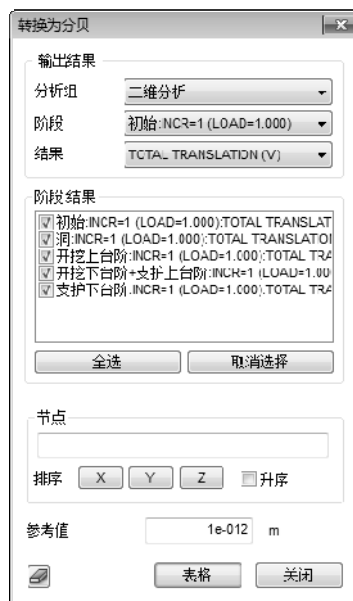 转换为分贝
输出结果
分析组 二维分析
阶段 初始:INCR=1 (LOAD=1.000)
结果 TOTAL TRANSLATION (V)
阶段结果
初始:INCR=1 (LOAD=1.000):TOTAL TRANSLAT
洞:INCR=1 (LOAD=1.000):TOTAL TRANSLATIO
开挖上台阶:INCR=1 (LOAD=1.000):TOTAL TRA
开挖下台阶+支护上台阶:INCR=1 (LOAD=1.00
支护下台阶:INCR=1 (LOAD=1.000):TOTAL TRA
全选 取消选择
节点
排序 X Y Z 升序
参考值 1e-012 m
表格 关闭